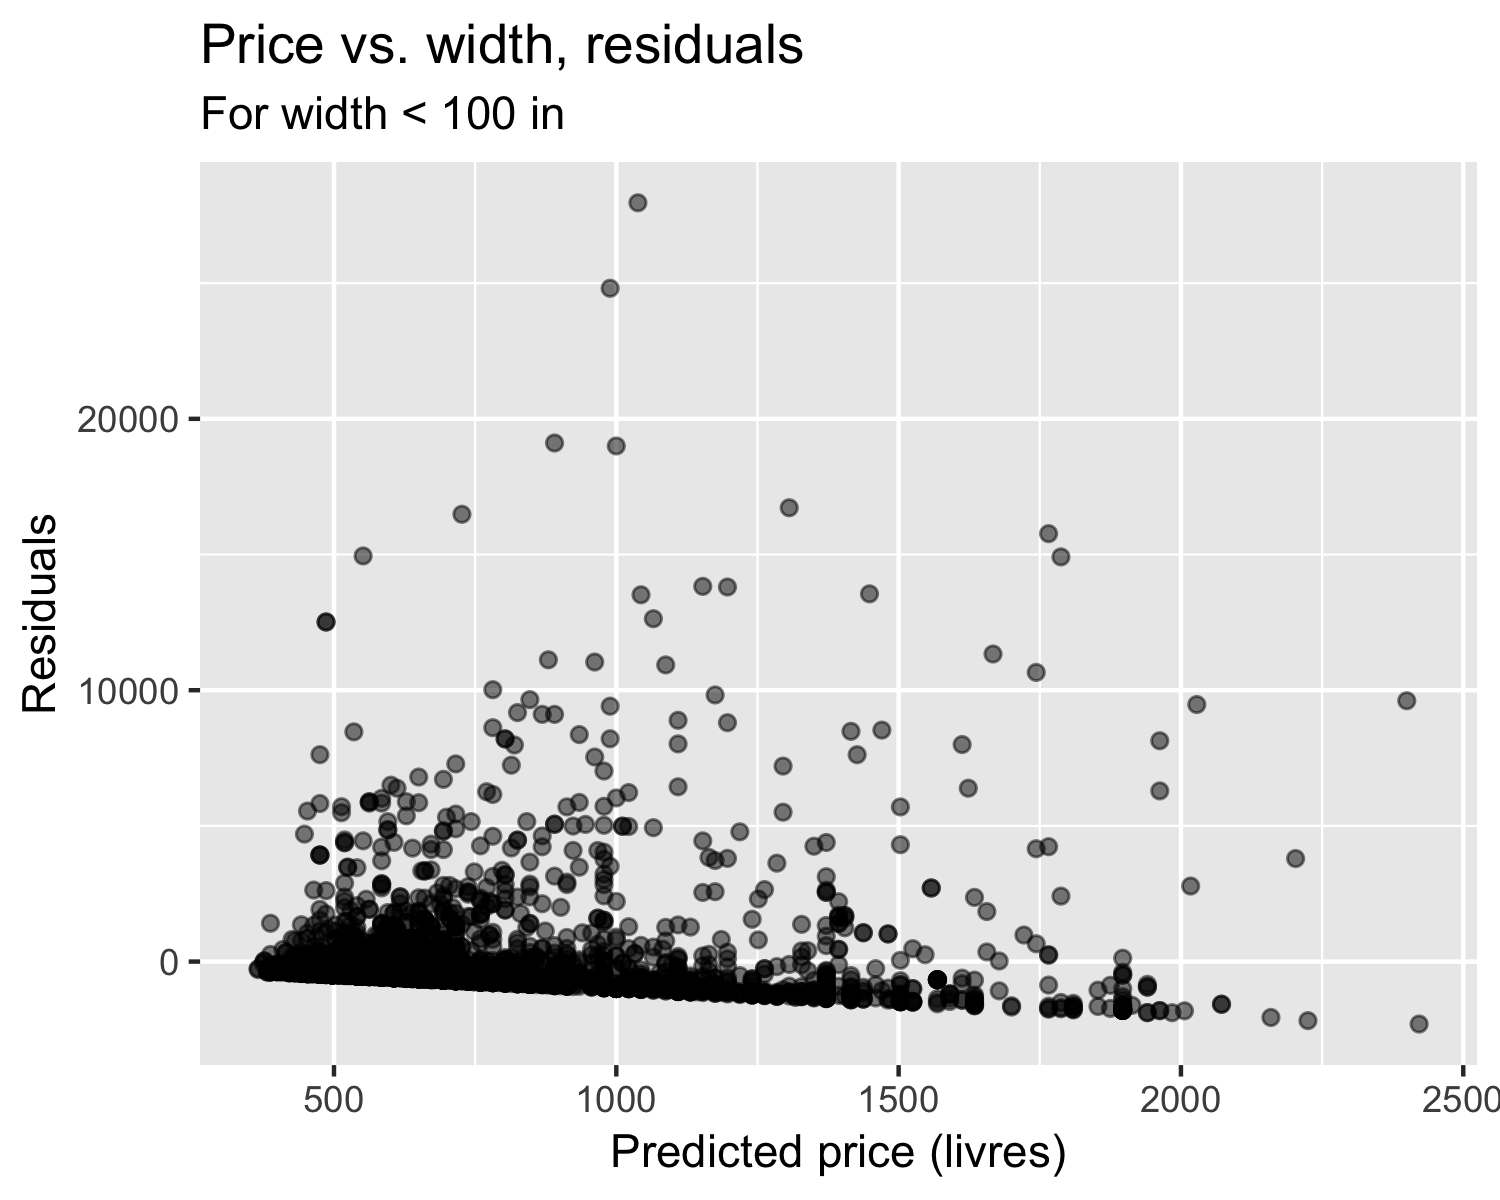 Price vs. width, residuals
For width < 100 in
Residuals
20000
10000
0
500
1000
1500
2000
2500
Predicted price (livres)